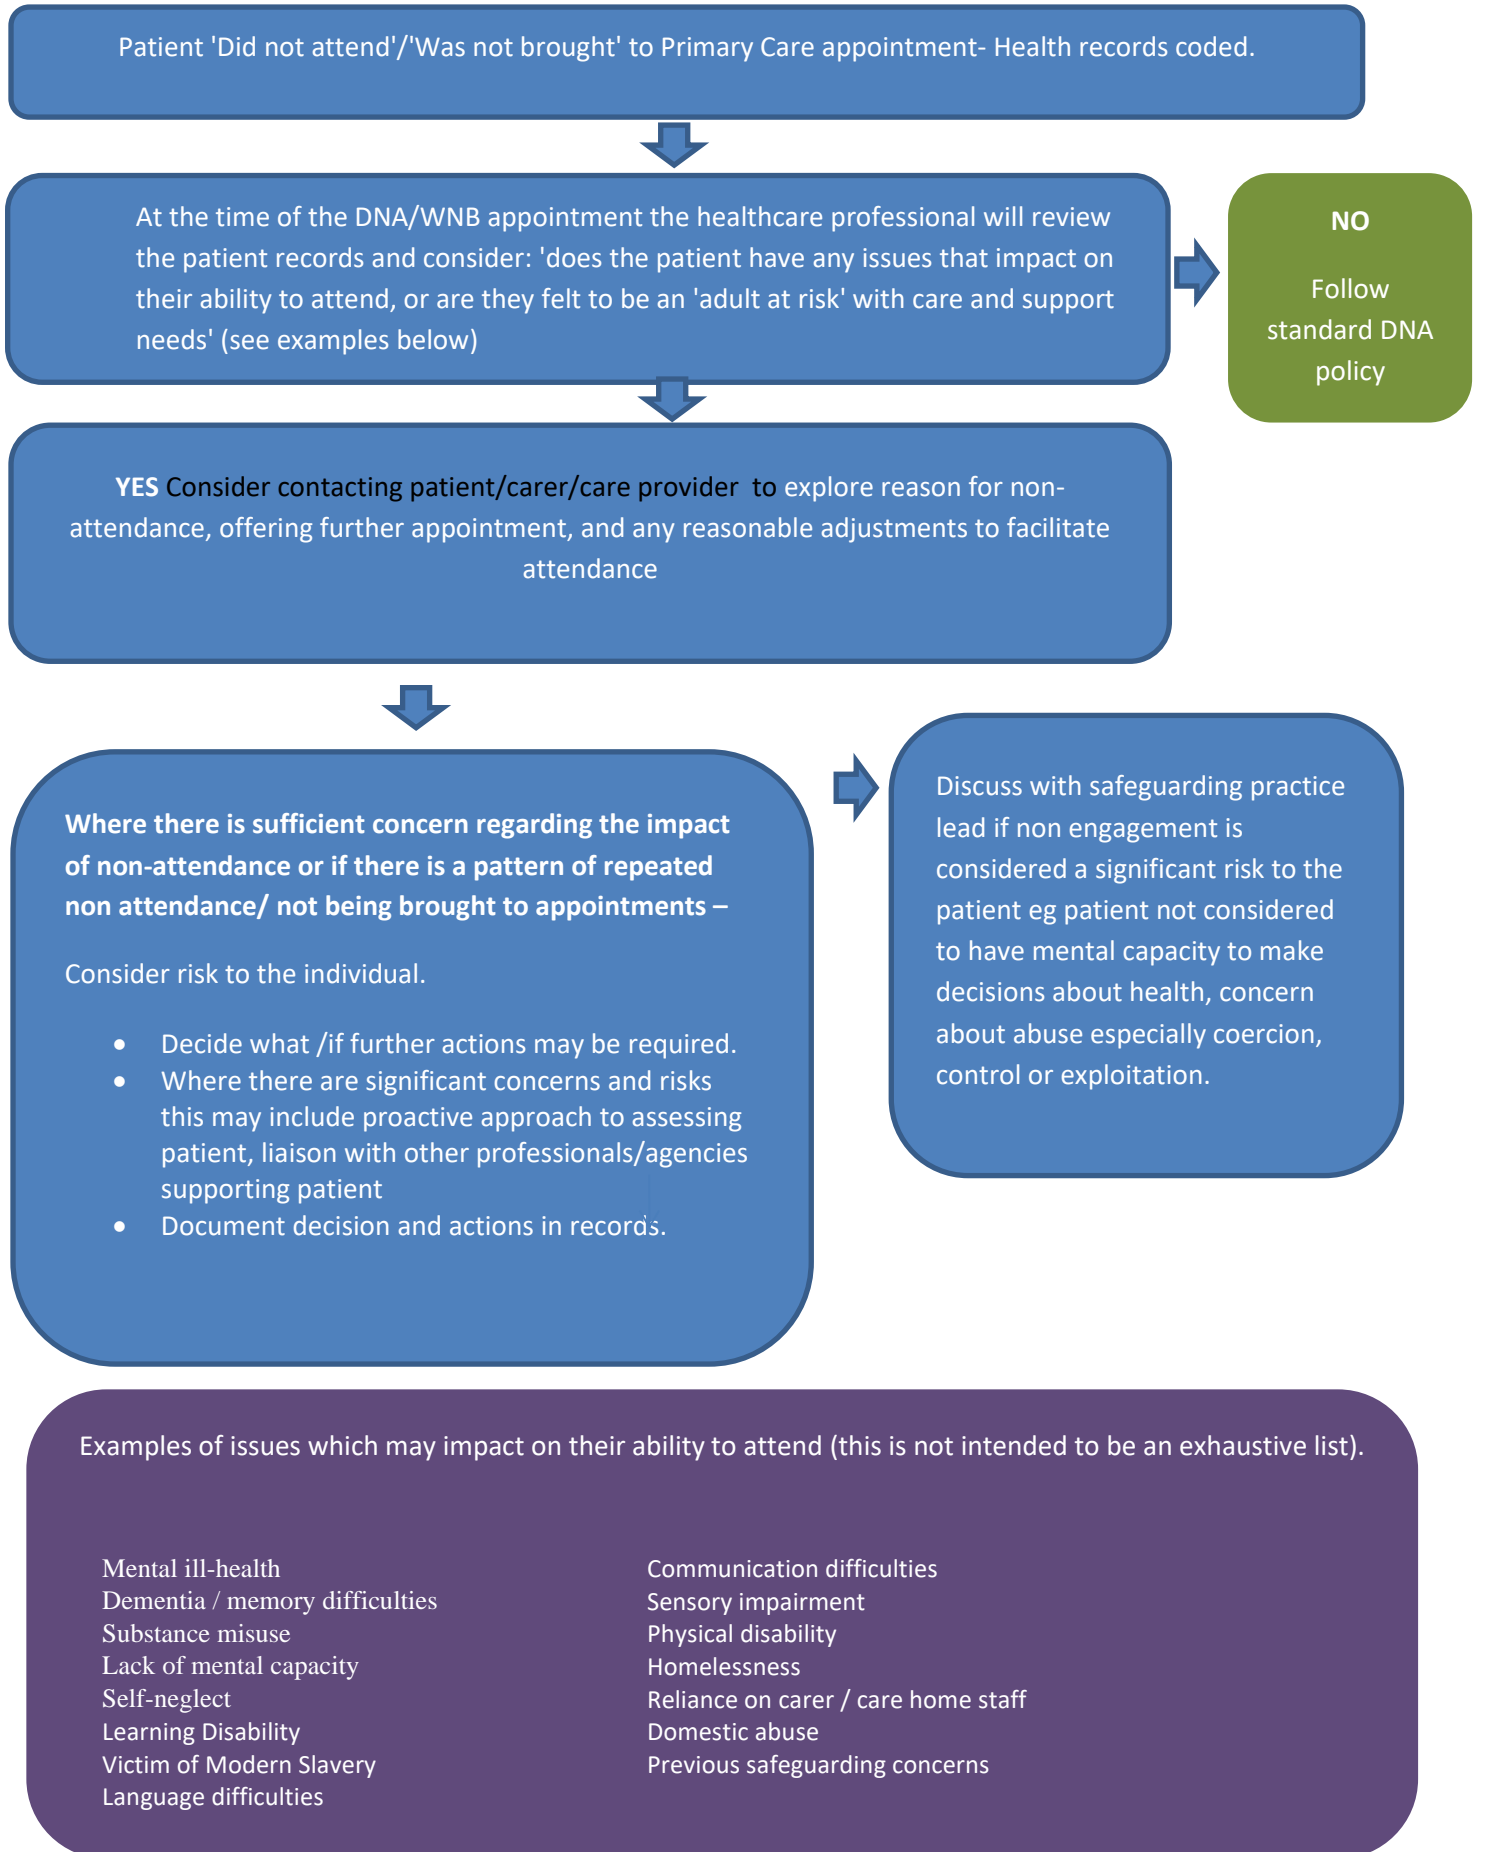 Patient 'Did not attend'/'Was not brought' to Primary Care appointment- Health records coded.
At the time of the DNA/WNB appointment the healthcare professional will review
the patient records and consider: 'does the patient have any issues that impact on
their ability to attend, or are they felt to be an 'adult at risk' with care and support
needs' (see examples below)
NO
Follow
standard DNA
policy
YES Consider contacting patient/carer/care provider  to explore reason for non-
attendance, offering further appointment, and any reasonable adjustments to facilitate
attendance
Where there is sufficient concern regarding the impact
of non-attendance or if there is a pattern of repeated
non attendance/ not being brought to appointments –
Consider risk to the individual.
• Decide what /if further actions may be required.
• Where there are significant concerns and risks
this may include proactive approach to assessing
patient, liaison with other professionals/agencies
supporting patient
• Document decision and actions in records.
Discuss with safeguarding practice
lead if non engagement is
considered a significant risk to the
patient eg patient not considered
to have mental capacity to make
decisions about health, concern
about abuse especially coercion,
control or exploitation.
Examples of issues which may impact on their ability to attend (this is not intended to be an exhaustive list).
Mental ill-health
Dementia / memory difficulties
Substance misuse
Lack of mental capacity
Self-neglect
Learning Disability
Victim of Modern Slavery
Language difficulties
Communication difficulties
Sensory impairment
Physical disability
Homelessness
Reliance on carer / care home staff
Domestic abuse
Previous safeguarding concerns